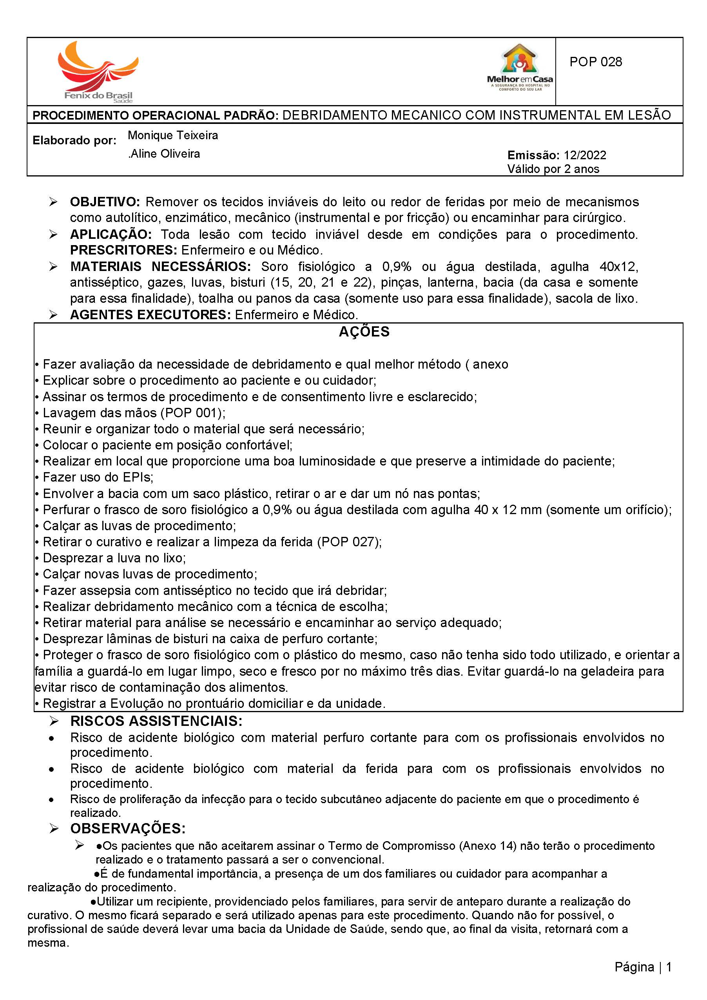 Fenix do Brasil
Saúde
Melhor em Casa
A SEGURANÇA DO HOSPITAL NO
CONFORTO DO SEU LAR
POP 028
PROCEDIMENTO OPERACIONAL PADRÃO: DEBRIDAMENTO MECANICO COM INSTRUMENTAL EM LESÃO
Elaborado por: Monique Teixeira
.Aline Oliveira
Emissão: 12/2022
Válido por 2 anos
➢ OBJETIVO: Remover os tecidos inviáveis do leito ou redor de feridas por meio de mecanismos
como autolítico, enzimático, mecânico (instrumental e por fricção) ou encaminhar para cirúrgico.
➢ APLICAÇÃO: Toda lesão com tecido inviável desde em condições para o procedimento.
PRESCRITORES: Enfermeiro e ou Médico.
➢ MATERIAIS NECESSÁRIOS: Soro fisiológico a 0,9% ou água destilada, agulha 40x12,
antisséptico, gazes, luvas, bisturi (15, 20, 21 e 22), pinças, lanterna, bacia (da casa e somente
para essa finalidade), toalha ou panos da casa (somente uso para essa finalidade), sacola de lixo.
➢ AGENTES EXECUTORES: Enfermeiro e Médico.
AÇÕES
• Fazer avaliação da necessidade de debridamento e qual melhor método ( anexo
• Explicar sobre o procedimento ao paciente e ou cuidador;
• Assinar os termos de procedimento e de consentimento livre e esclarecido;
• Lavagem das mãos (POP 001);
• Reunir e organizar todo o material que será necessário;
• Colocar o paciente em posição confortável;
• Realizar em local que proporcione uma boa luminosidade e que preserve a intimidade do paciente;
• Fazer uso do EPIs;
• Envolver a bacia com um saco plástico, retirar o ar e dar um nó nas pontas;
• Perfurar o frasco de soro fisiológico a 0,9% ou água destilada com agulha 40 x 12 mm (somente um orifício);
• Calçar as luvas de procedimento;
• Retirar o curativo e realizar a limpeza da ferida (POP 027);
• Desprezar a luva no lixo;
• Calçar novas luvas de procedimento;
• Fazer assepsia com antisséptico no tecido que irá debridar;
• Realizar debridamento mecânico com a técnica de escolha;
• Retirar material para análise se necessário e encaminhar ao serviço adequado;
• Desprezar lâminas de bisturi na caixa de perfuro cortante;
• Proteger o frasco de soro fisiológico com o plástico do mesmo, caso não tenha sido todo utilizado, e orientar a
família a guardá-lo em lugar limpo, seco e fresco por no máximo três dias. Evitar guardá-lo na geladeira para
evitar risco de contaminação dos alimentos.
• Registrar a Evolução no prontuário domiciliar e da unidade.
➢ RISCOS ASSISTENCIAIS:
• Risco de acidente biológico com material perfuro cortante para com os profissionais envolvidos no
procedimento.
• Risco de acidente biológico com material da ferida para com os profissionais envolvidos no
procedimento.
• Risco de proliferação da infecção para o tecido subcutâneo adjacente do paciente em que o procedimento é
realizado.
➢ OBSERVAÇÕES:
➢ ●Os pacientes que não aceitarem assinar o Termo de Compromisso (Anexo 14) não terão o procedimento
realizado e o tratamento passará a ser o convencional.
●É de fundamental importância, a presença de um dos familiares ou cuidador para acompanhar a
realização do procedimento.
●Utilizar um recipiente, providenciado pelos familiares, para servir de anteparo durante a realização do
curativo. O mesmo ficará separado e será utilizado apenas para este procedimento. Quando não for possível, o
profissional de saúde deverá levar uma bacia da Unidade de Saúde, sendo que, ao final da visita, retornará com a
mesma.
Página | 1